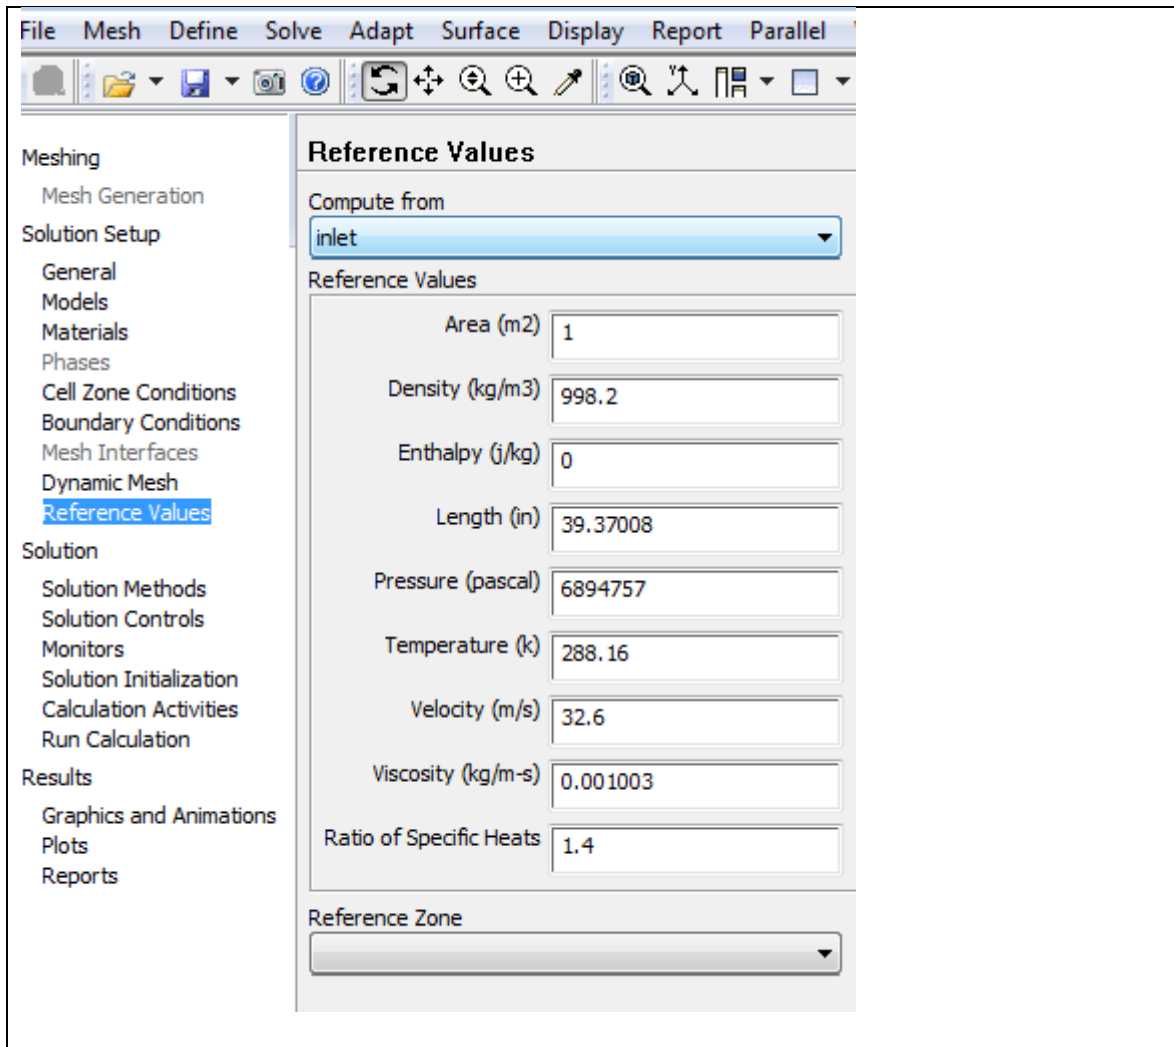 File Mesh Define Solve Adapt Surface Display Report Parallel
Reference Values
Meshing
Mesh Generation
Solution Setup
General
Models
Materials
Phases
Cell Zone Conditions
Boundary Conditions
Mesh Interfaces
Dynamic Mesh
Reference Values
Solution
Solution Methods
Solution Controls
Monitors
Solution Initialization
Calculation Activities
Run Calculation
Results
Graphics and Animations
Plots
Reports
Compute from
inlet
Reference Values
Area (m2) 1
Density (kg/m3) 998.2
Enthalpy (j/kg) 0
Length (in) 39.37008
Pressure (pascal) 6894757
Temperature (k) 288.16
Velocity (m/s) 32.6
Viscosity (kg/m-s) 0.001003
Ratio of Specific Heats 1.4
Reference Zone